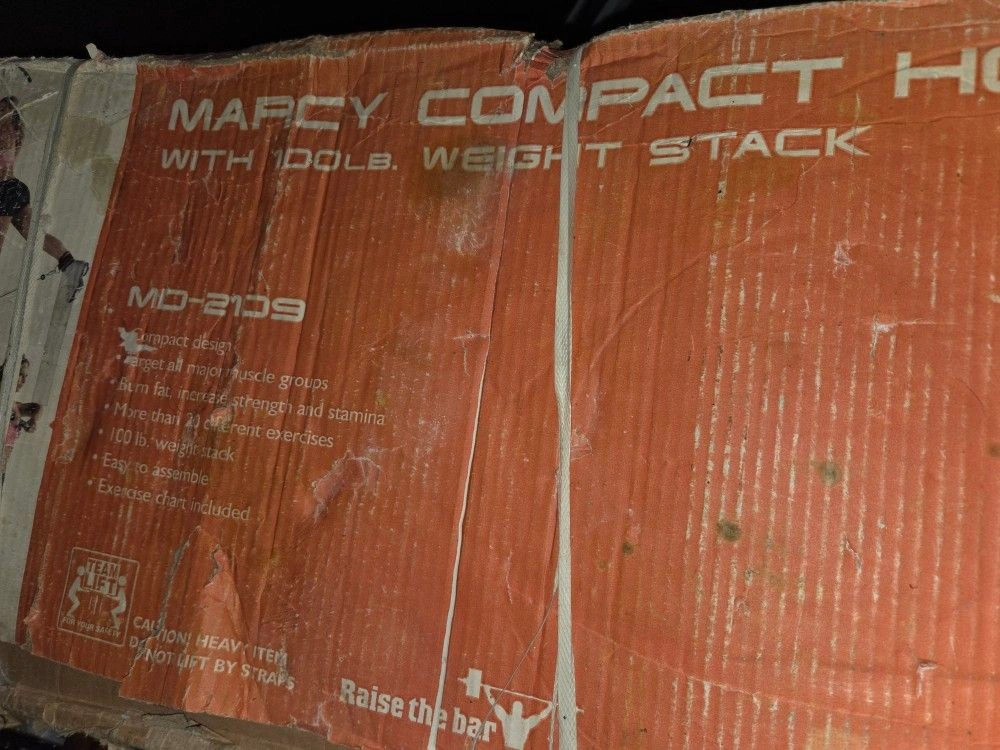 MARCY COMPACT HO
WITH 100LB. WEIGHT STACK
MD-2109
• Compact design
• Target all major muscle groups
• Burn fat, increase strength and stamina
• More than 20 different exercises
• 100 lb. weight stack
• Easy to assemble
• Exercise chart included
TEAM
LIFT
FOR YOUR SAFETY
CAUTION! HEAVY ITEM
DO NOT LIFT BY STRAPS
Raise the bar